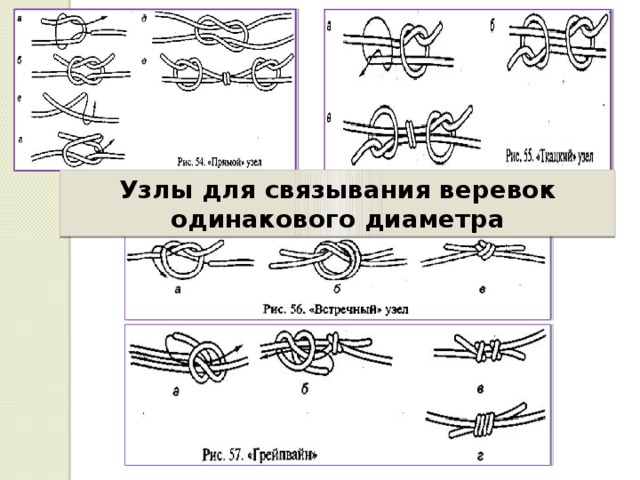 а
д
б
е
в
г
Рис. 54. «Прямой» узел
а
б
в
Рис. 55. «Ткацкий» узел
Узлы для связывания веревок
одинакового диаметра
а б в
Рис. 56. «Встречный» узел
а б в
г
Рис. 57. «Грейпвайн»